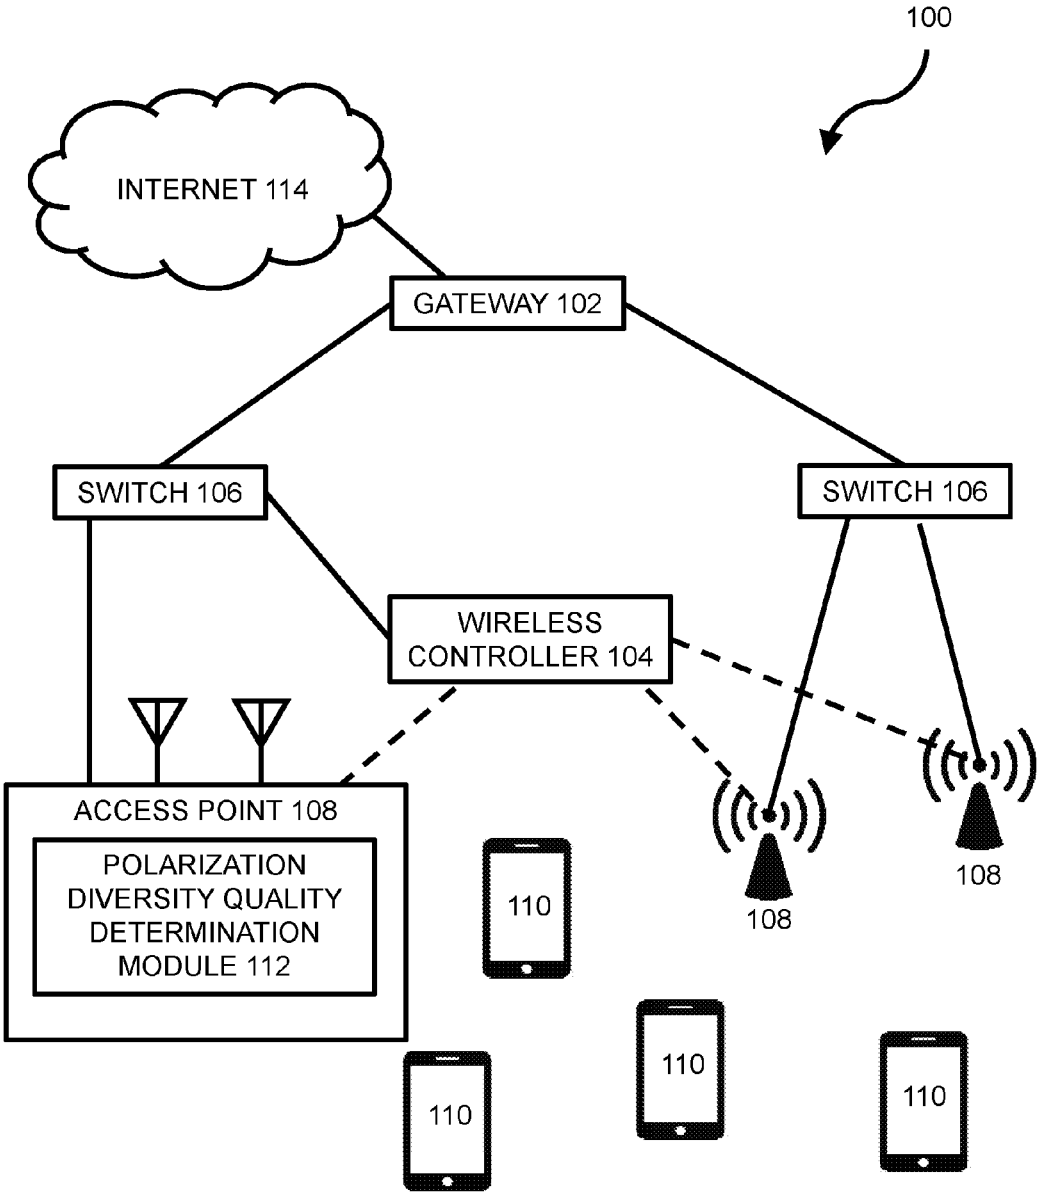 100
INTERNET 114
GATEWAY 102
SWITCH 106
SWITCH 106
WIRELESS
CONTROLLER 104
ACCESS POINT 108
POLARIZATION
DIVERSITY QUALITY
DETERMINATION
MODULE 112
108
108
110
110
110
110